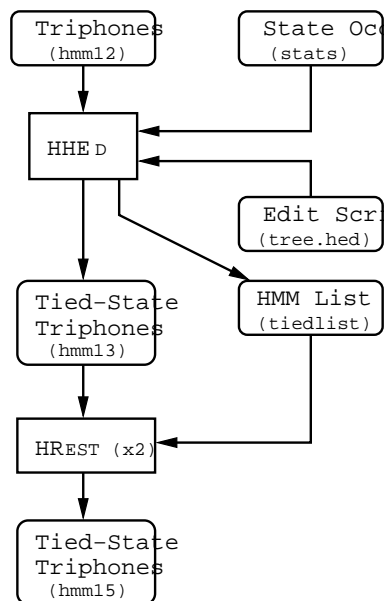 Triphones
(hmm12)
State Occ
(stats)
HHED
Edit Scri
(tree.hed)
Tied-State
Triphones
(hmm13)
HMM List
(tiedlist)
HREST (x2)
Tied-State
Triphones
(hmm15)